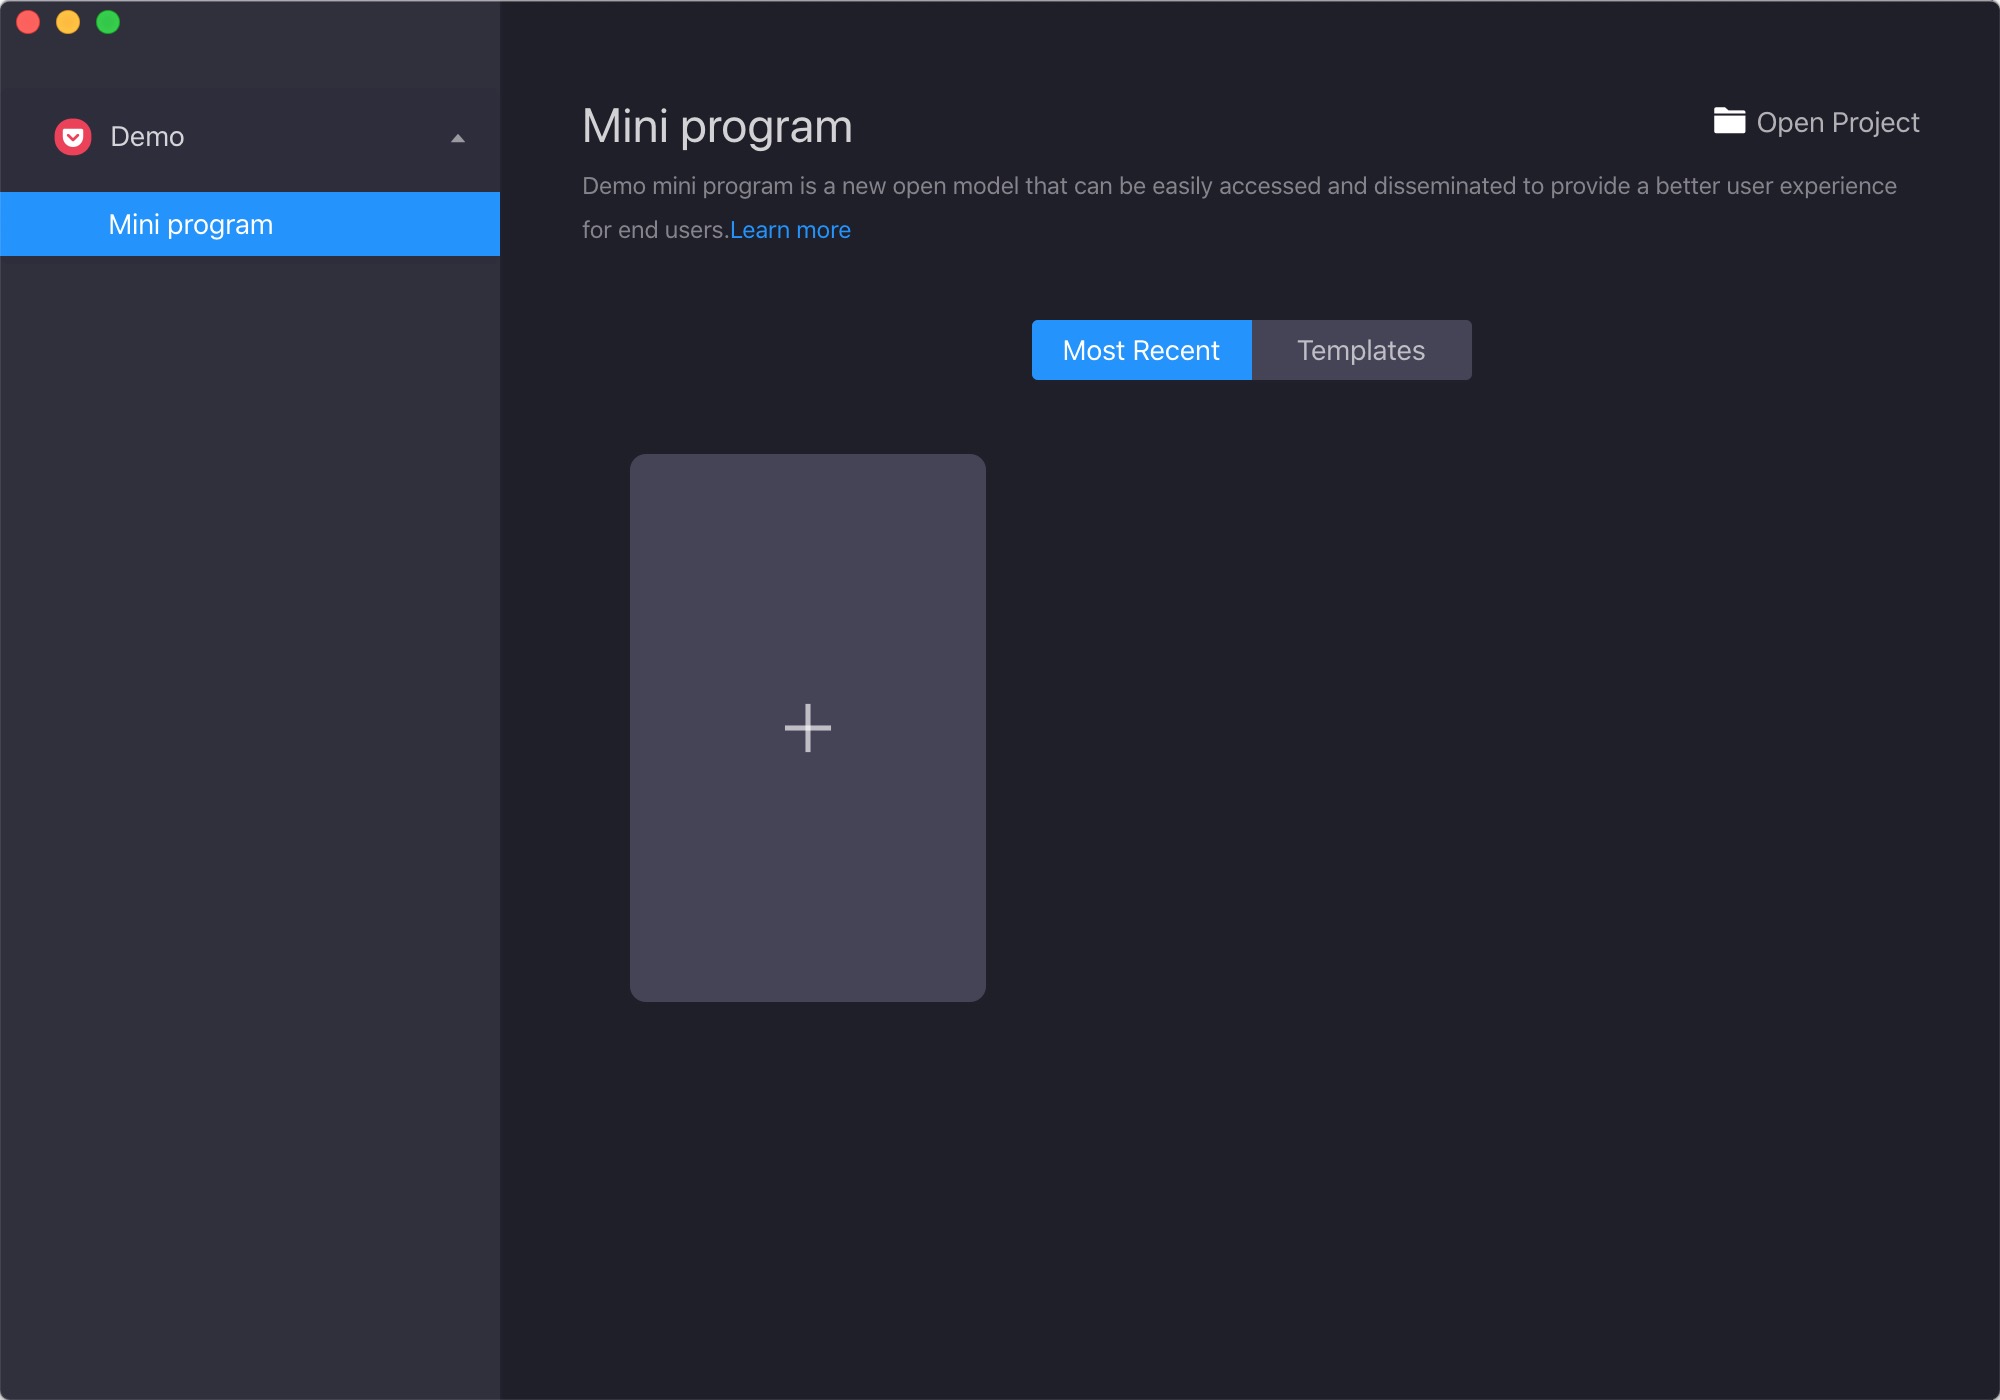 Demo
Mini program
Mini program
Open Project
Demo mini program is a new open model that can be easily accessed and disseminated to provide a better user experience
for end users.Learn more
Most Recent
Templates